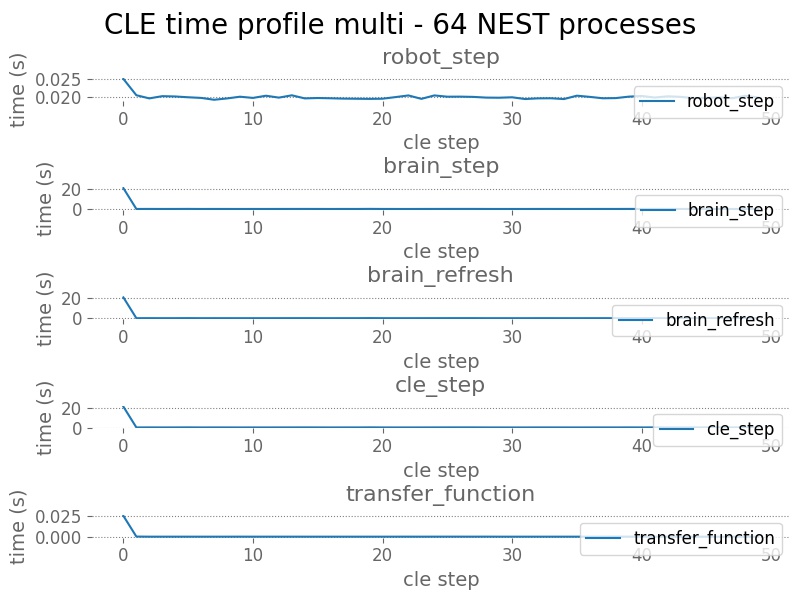 CLE time profile multi - 64 NEST processes
robot_step
time (s)
0.025
0.020
robot_step
0 10 20 30 40 50
cle step
brain_step
time (s)
20
0
brain_step
0 10 20 30 40 50
cle step
brain_refresh
time (s)
20
0
brain_refresh
0 10 20 30 40 50
cle step
cle_step
time (s)
20
0
cle_step
0 10 20 30 40 50
cle step
transfer_function
time (s)
0.025
0.000
transfer_function
0 10 20 30 40 50
cle step